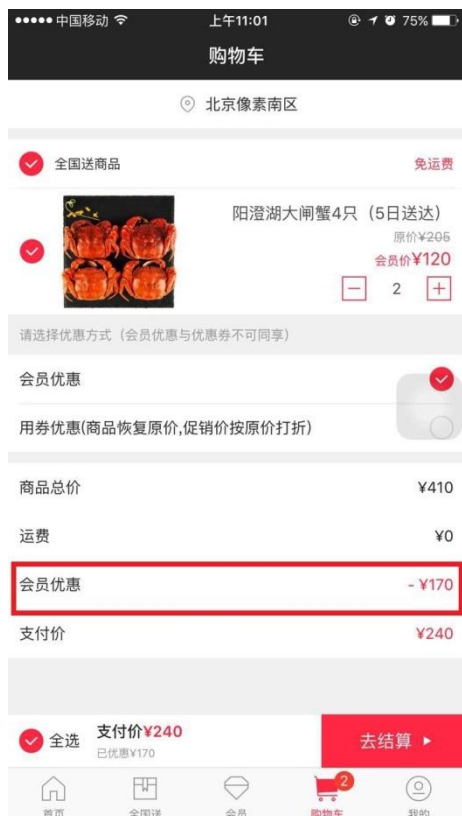 中国移动 上午11:01 75%
购物车
北京像素南区
全国送商品 免运费
阳澄湖大闸蟹4只（5日送达）
原价¥205
会员价¥120
2
请选择优惠方式（会员优惠与优惠券不可同享）
会员优惠
用券优惠(商品恢复原价,促销价按原价打折)
商品总价 ¥410
运费 ¥0
会员优惠 - ¥170
支付价 ¥240
全选 支付价¥240 去结算
已优惠¥170
2
首页 全国送 会员 购物车 我的